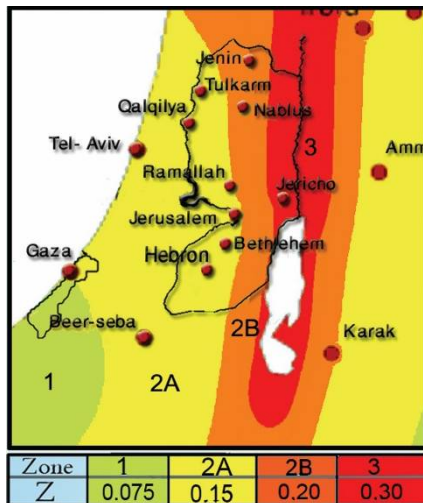 Jenin
Tulkarm
Qalqilya
Nablus
Tel- Aviv
3
Amm
Ramallah
Jericho
Jerusalem
Gaza
Bethlehem
Hebron
Beer-seba
2B
Karak
1
2A
Zone 1 2A 2B 3
Z 0.075 0.15 0.20 0.30